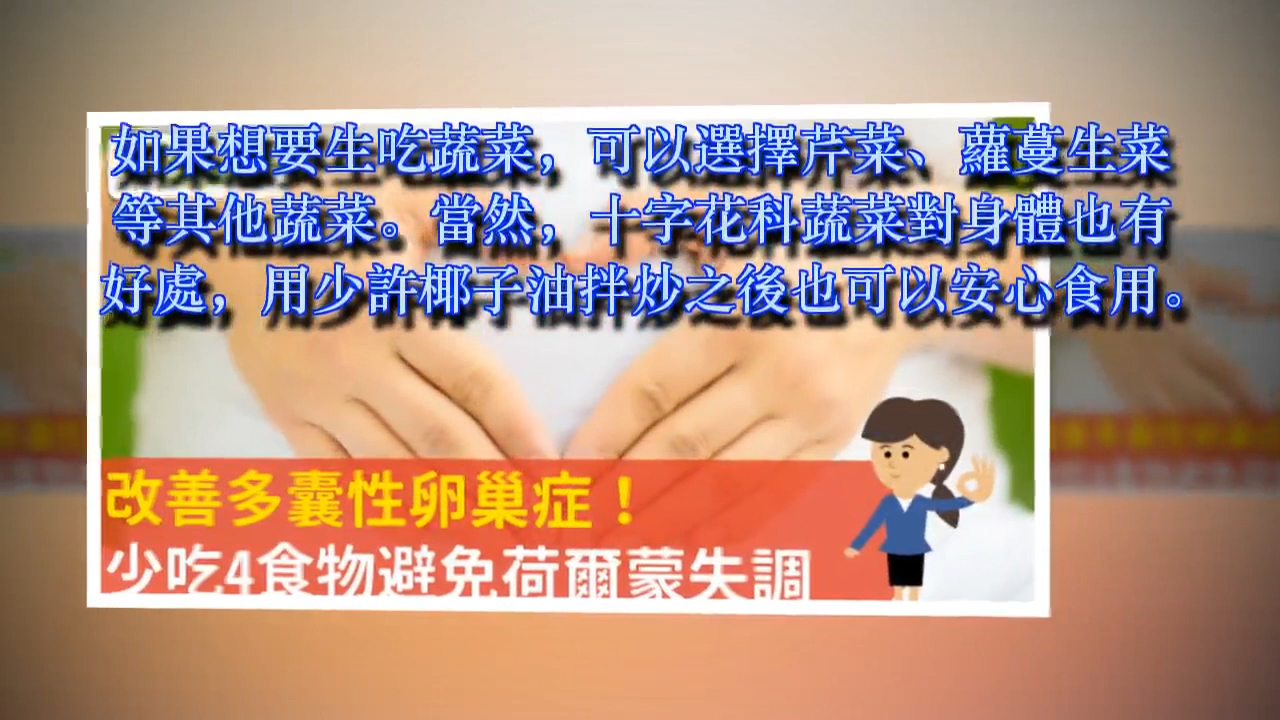 如果想要生吃蔬菜，可以選擇芹菜、蘿蔓生菜
等其他蔬菜。當然，十字花科蔬菜對身體也有
好處，用少許椰子油拌炒之後也可以安心食用。
改善多囊性卵巢症！
少吃4食物避免荷爾蒙失調